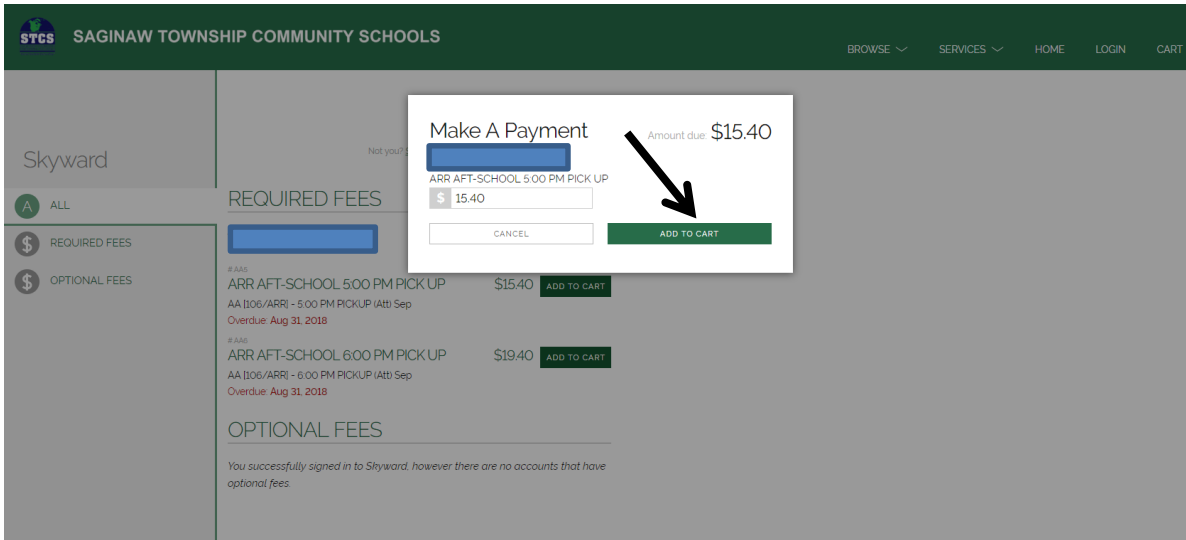 STCS
SAGINAW TOWNSHIP COMMUNITY SCHOOLS
BROWSE
SERVICES
HOME
LOGIN
CART
Skyward
A ALL
$ REQUIRED FEES
$ OPTIONAL FEES
Not you?
Make A Payment
Amount due: $15.40
ARR AFT-SCHOOL 5:00 PM PICK UP
$ 15.40
CANCEL
ADD TO CART
REQUIRED FEES
#AA5
ARR AFT-SCHOOL 5:00 PM PICK UP $15.40 ADD TO CART
AA [106/ARR] - 5:00 PM PICKUP (Att) Sep
Overdue: Aug 31, 2018
#AA6
ARR AFT-SCHOOL 6:00 PM PICK UP $19.40 ADD TO CART
AA [106/ARR] - 6:00 PM PICKUP (Att) Sep
Overdue: Aug 31, 2018
OPTIONAL FEES
You successfully signed in to Skyward, however there are no accounts that have
optional fees.